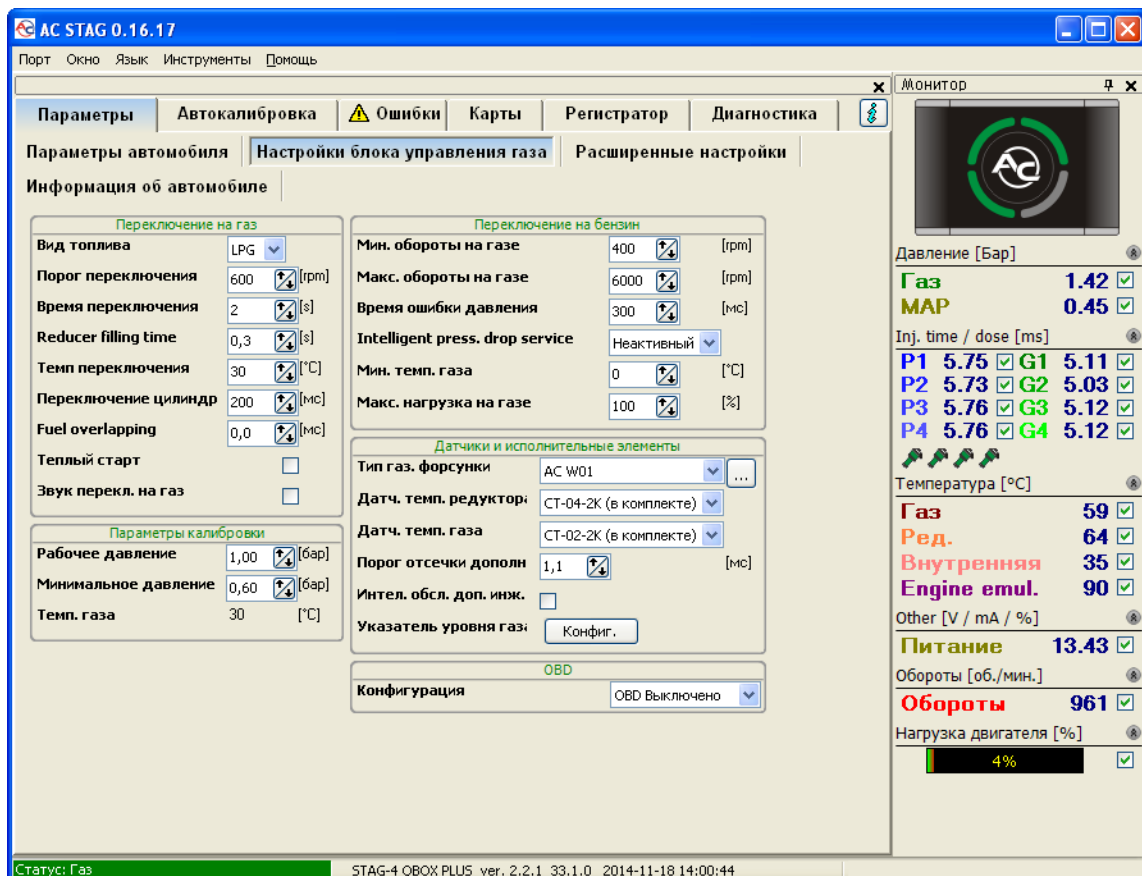 AC STAG 0.16.17
Порт Окно Язык Инструменты Помощь
Параметры Автокалибровка Ошибки Карты Регистратор Диагностика
Параметры автомобиля Настройки блока управления газа Расширенные настройки
Информация об автомобиле
Переключение на газ
Вид топлива LPG
Порог переключения 600 [rpm]
Время переключения 2 [s]
Reducer filling time 0,3 [s]
Темп переключения 30 [°C]
Переключение цилиндр 200 [мс]
Fuel overlapping 0,0 [мс]
Теплый старт
Звук перекл. на газ
Параметры калибровки
Рабочее давление 1,00 [бар]
Минимальное давление 0,60 [бар]
Темп. газа 30 [°C]
Переключение на бензин
Мин. обороты на газе 400 [rpm]
Макс. обороты на газе 6000 [rpm]
Время ошибки давления 300 [мс]
Intelligent press. drop service Неактивный
Мин. темп. газа 0 [°C]
Макс. нагрузка на газе 100 [%]
Датчики и исполнительные элементы
Тип газ. форсунки AC W01 ...
Датч. темп. редуктора CT-04-2K (в комплекте)
Датч. темп. газа CT-02-2K (в комплекте)
Порог отсечки дополн 1,1 [мс]
Интел. обсл. доп. инж.
Указатель уровня газа Конфиг.
OBD
Конфигурация OBD Выключено
Монитор
AC
Давление [Бар]
Газ 1.42
MAP 0.45
Inj. time / dose [ms]
P1 5.75 G1 5.11
P2 5.73 G2 5.03
P3 5.76 G3 5.12
P4 5.76 G4 5.12
Температура [°C]
Газ 59
Ред. 64
Внутренняя 35
Engine emul. 90
Other [V / mA / %]
Питание 13.43
Обороты [об./мин.]
Обороты 961
Нагрузка двигателя [%]
4%
Статус: Газ STAG-4 QBOX PLUS ver. 2.2.1 33.1.0 2014-11-18 14:00:44